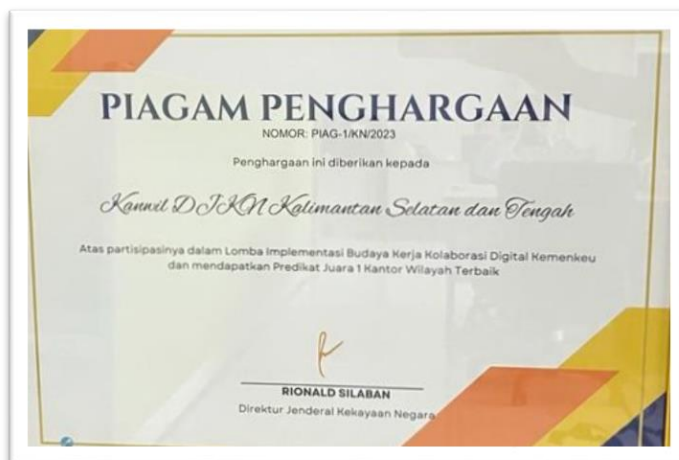 PIAGAM PENGHARGAAN
NOMOR: PIAG-1/KN/2023
Penghargaan ini diberikan kepada
Kanwil DJKN Kalimantan Selatan dan Tengah
Atas partisipasinya dalam Lomba Implementasi Budaya Kerja Kolaborasi Digital Kemenkeu
dan mendapatkan Predikat Juara 1 Kantor Wilayah Terbaik
RIONALD SILABAN
Direktur Jenderal Kekayaan Negara